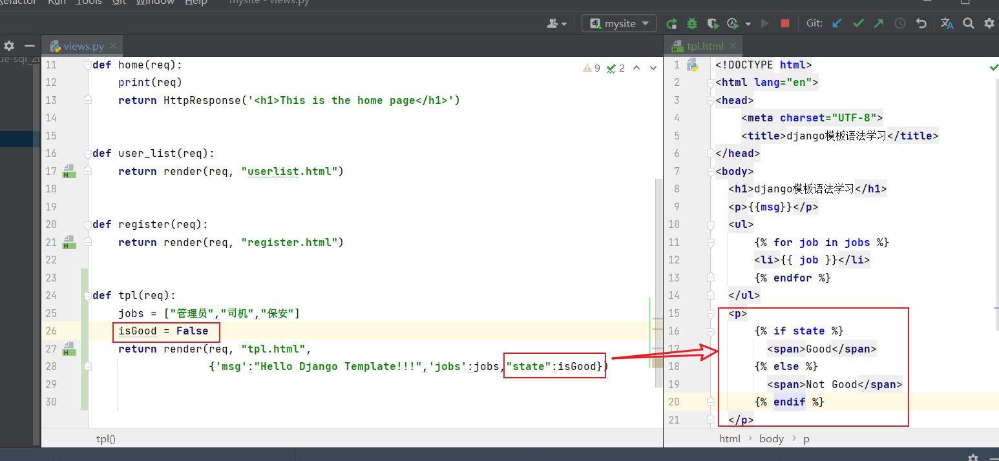 Refactor Run Tools Git Window Help mysite - views.py
mysite Git:
views.py
tpl.html
11 def home(req):
12 print(req)
13 return HttpResponse('<h1>This is the home page</h1>')
14
15
16 def user_list(req):
17 return render(req, "userlist.html")
18
19
20 def register(req):
21 return render(req, "register.html")
22
23
24 def tpl(req):
25 jobs = ["管理员","司机","保安"]
26 isGood = False
27 return render(req, "tpl.html",
28 {'msg':"Hello Django Template!!!",'jobs':jobs,"state":isGood})
29
30
9 2
tpl()
1 <!DOCTYPE html>
2 <html lang="en">
3 <head>
4 <meta charset="UTF-8">
5 <title>django模板语法学习</title>
6 </head>
7 <body>
8 <h1>django模板语法学习</h1>
9 <p>{{msg}}</p>
10 <ul>
11 {% for job in jobs %}
12 <li>{{ job }}</li>
13 {% endfor %}
14 </ul>
15 <p>
16 {% if state %}
17 <span>Good</span>
18 {% else %}
19 <span>Not Good</span>
20 {% endif %}
21 </p>
html › body › p